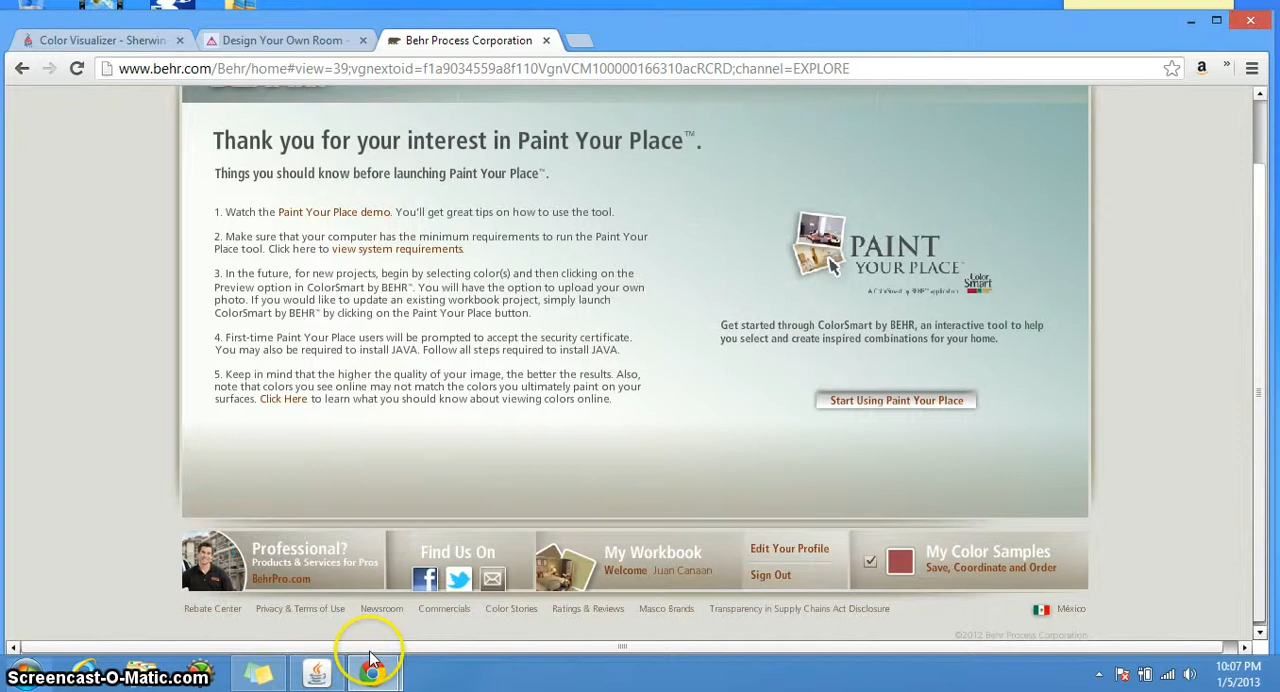 Color Visualizer - Sherwin-
Design Your Own Room -
Behr Process Corporation
www.behr.com/Behr/home#view=39;vgnextoid=f1a9034559a8f110VgnVCM100000166310acRCRD;channel=EXPLORE
Thank you for your interest in Paint Your Place™.
Things you should know before launching Paint Your Place™.
1. Watch the Paint Your Place demo. You'll get great tips on how to use the tool.
2. Make sure that your computer has the minimum requirements to run the Paint Your
Place tool. Click here to view system requirements.
3. In the future, for new projects, begin by selecting color(s) and then clicking on the
Preview option in ColorSmart by BEHR™. You will have the option to upload your own
photo. If you would like to update an existing workbook project, simply launch
ColorSmart by BEHR™ by clicking on the Paint Your Place button.
4. First-time Paint Your Place users will be prompted to accept the security certificate.
You may also be required to install JAVA. Follow all steps required to install JAVA.
5. Keep in mind that the higher the quality of your image, the better the results. Also,
note that colors you see online may not match the colors you ultimately paint on your
surfaces. Click Here to learn what you should know about viewing colors online.
PAINT
YOUR PLACE™
A ColorSmart by BEHR™ application
Color
Smart
Get started through ColorSmart by BEHR, an interactive tool to help
you select and create inspired combinations for your home.
Start Using Paint Your Place
Professional?
Products & Services for Pros
BehrPro.com
Find Us On
My Workbook
Welcome Juan Canaan
Edit Your Profile
Sign Out
My Color Samples
Save, Coordinate and Order
Rebate Center Privacy & Terms of Use Newsroom Commercials Color Stories Ratings & Reviews Masco Brands Transparency in Supply Chains Act Disclosure México
©2012 Behr Process Corporation
Screencast-O-Matic.com
10:07 PM
1/5/2013